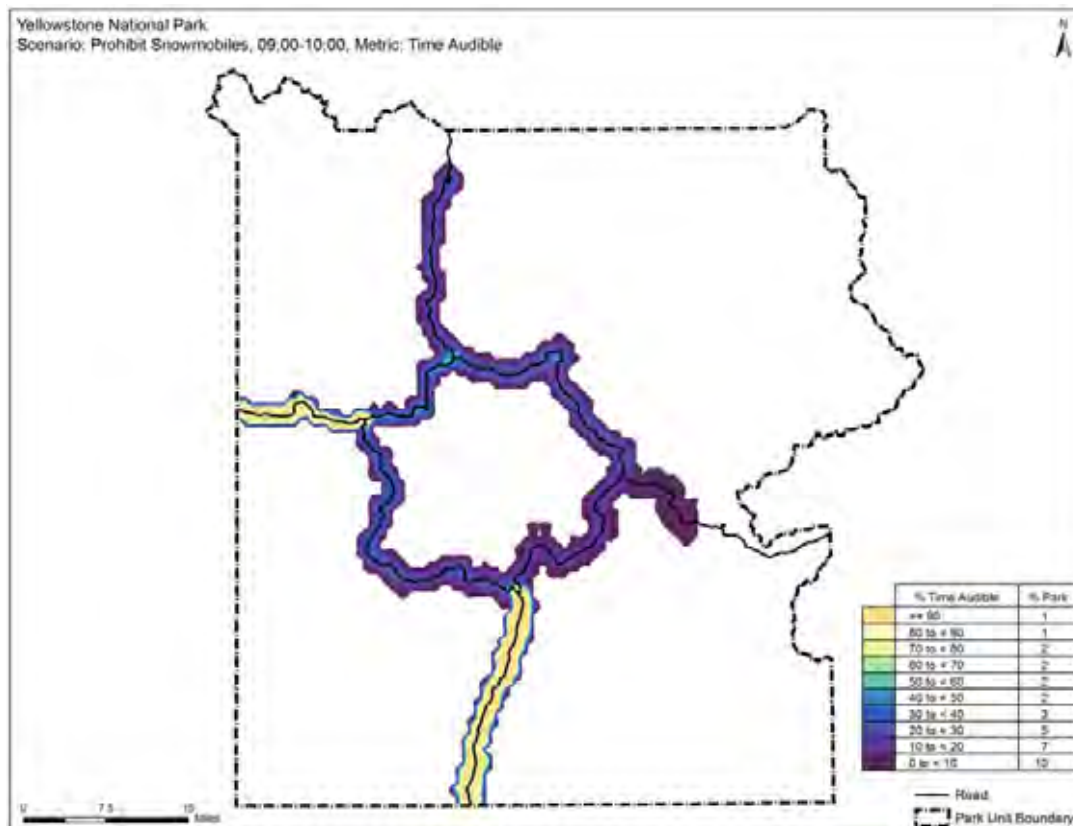 Yellowstone National Park
Scenario: Prohibit Snowmobiles, 09:00-10:00, Metric: Time Audible
N
% Time Audible % Park
>= 90 1
80 to < 90 1
70 to < 80 2
60 to < 70 2
50 to < 60 2
40 to < 50 2
30 to < 40 3
20 to < 30 5
10 to < 20 7
0 to < 10 10
0 7.5 15
Miles
Road
Park Unit Boundary